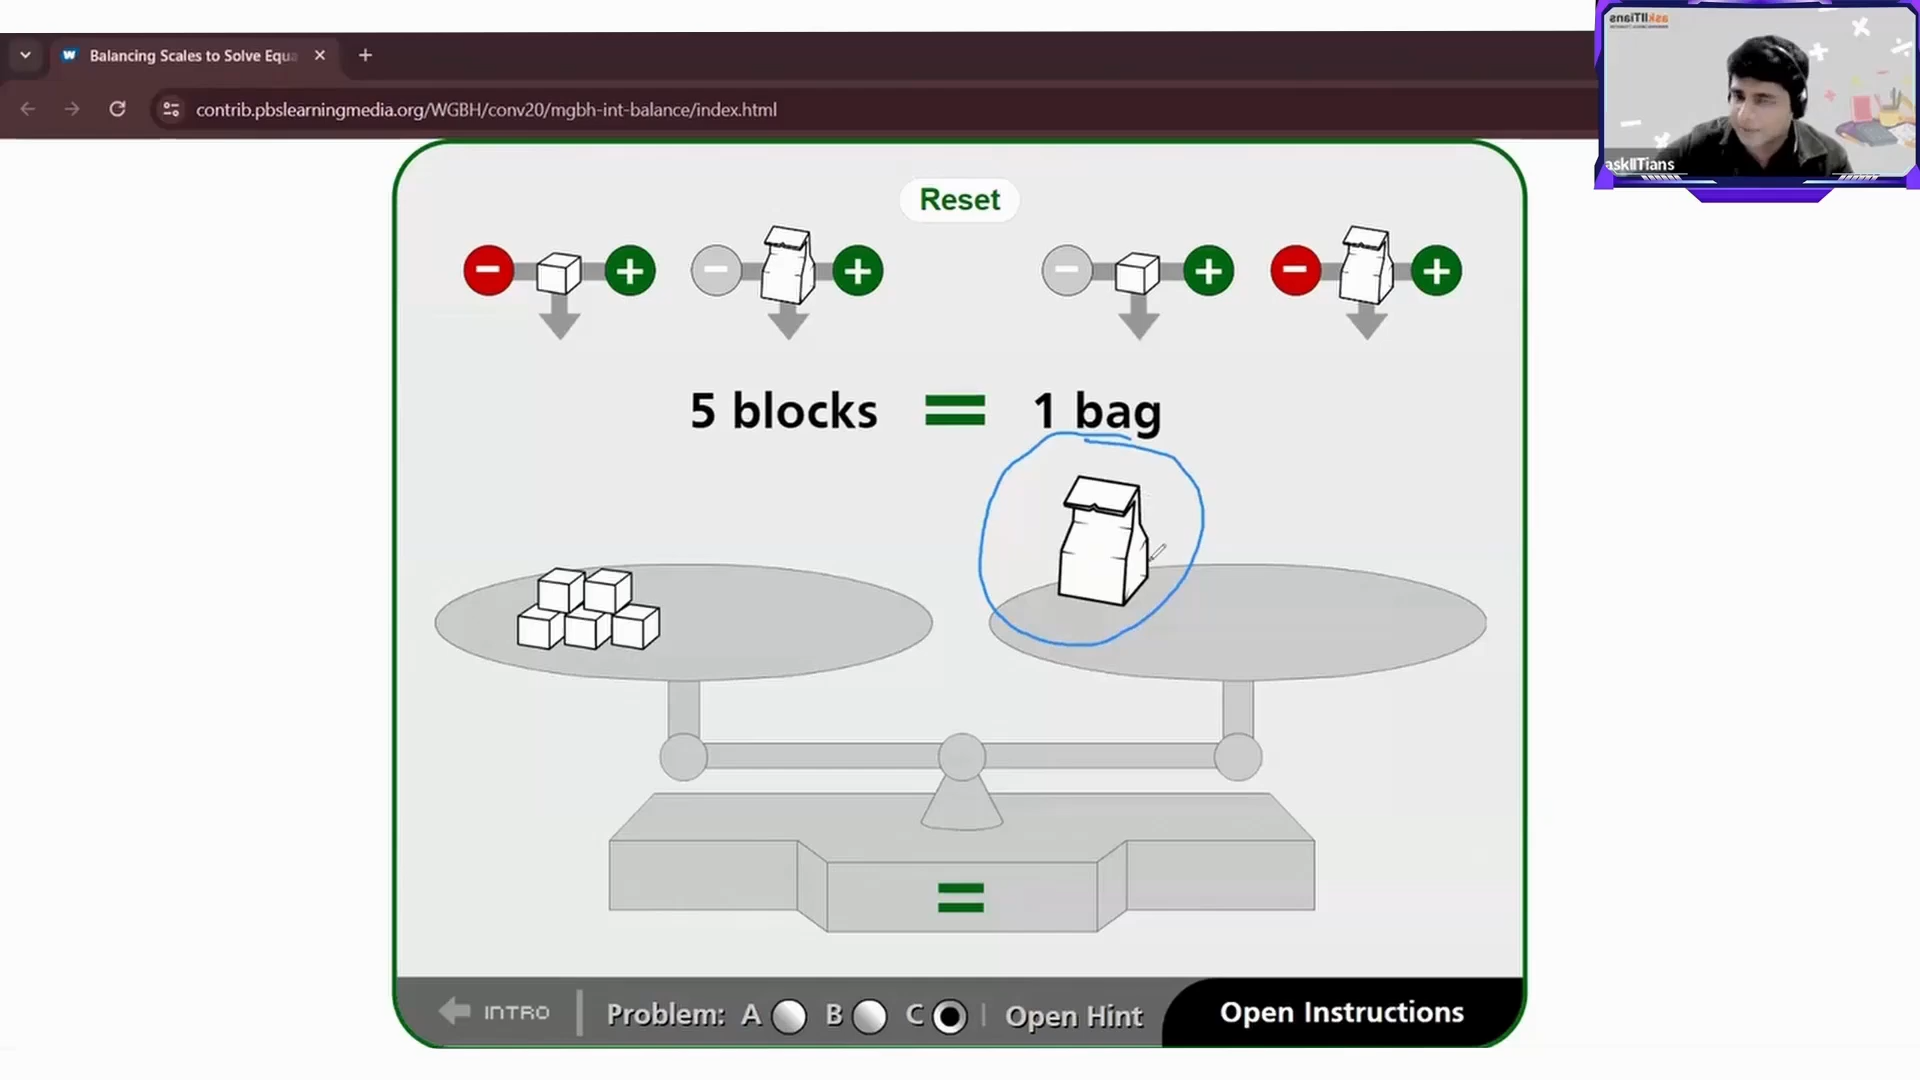 Balancing Scales to Solve Equa
contrib.pbslearningmedia.org/WGBH/conv20/mgbh-int-balance/index.html
askIITians
askIITians
Reset
5 blocks = 1 bag
=
INTRO
Problem: A B C | Open Hint
Open Instructions